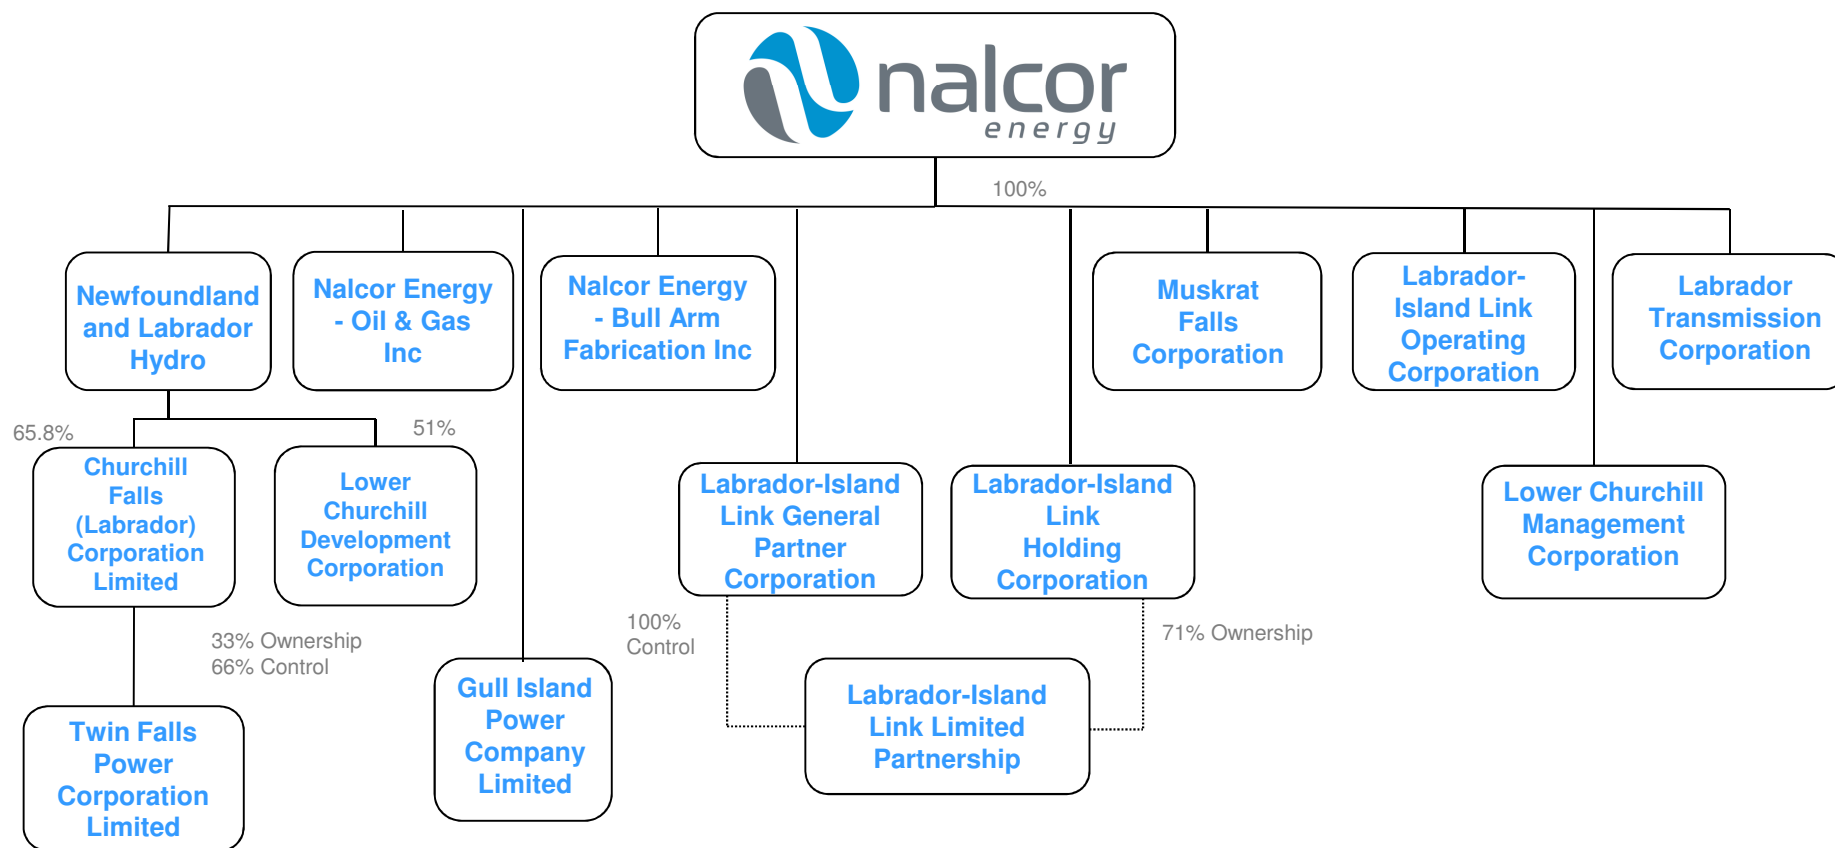 nalcor
energy
100%
Newfoundland
and Labrador
Hydro
Nalcor Energy
- Oil & Gas
Inc
Nalcor Energy
- Bull Arm
Fabrication Inc
Muskrat
Falls
Corporation
Labrador-
Island Link
Operating
Corporation
Labrador
Transmission
Corporation
65.8%
51%
Churchill
Falls
(Labrador)
Corporation
Limited
Lower
Churchill
Development
Corporation
Labrador-Island
Link General
Partner
Corporation
Labrador-Island
Link
Holding
Corporation
Lower Churchill
Management
Corporation
33% Ownership
66% Control
100%
Control
71% Ownership
Twin Falls
Power
Corporation
Limited
Gull Island
Power
Company
Limited
Labrador-Island
Link Limited
Partnership